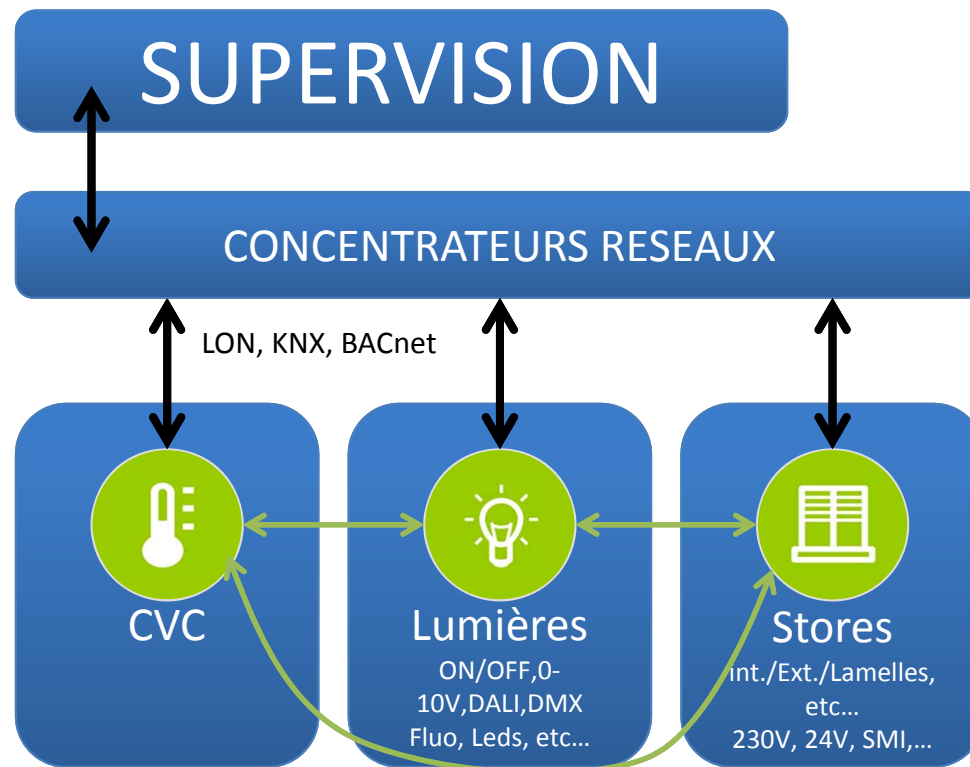 SUPERVISION
CONCENTRATEURS RESEAUX
LON, KNX, BACnet
CVC
Lumières
ON/OFF,0-
10V,DALI,DMX
Fluo, Leds, etc...
Stores
int./Ext./Lamelles,
etc...
230V, 24V, SMI,...